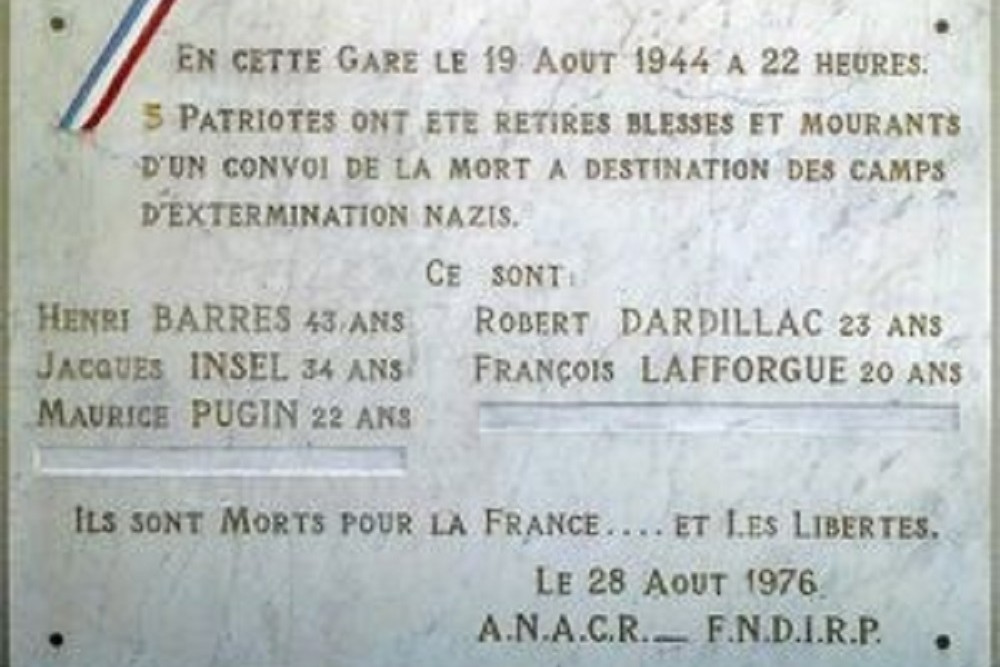 EN CETTE GARE LE 19 AOUT 1944 A 22 HEURES.
5 PATRIOTES ONT ETE RETIRES BLESSES ET MOURANTS
D'UN CONVOI DE LA MORT A DESTINATION DES CAMPS
D'EXTERMINATION NAZIS.
CE SONT:
HENRI BARRES 43 ANS
JACQUES INSEL 34 ANS
MAURICE PUGIN 22 ANS
ROBERT DARDILLAC 23 ANS
FRANÇOIS LAFFORGUE 20 ANS
ILS SONT MORTS POUR LA FRANCE.... ET LES LIBERTES.
LE 28 AOUT 1976.
A.N.A.C.R._ F.N.D.I.R.P.